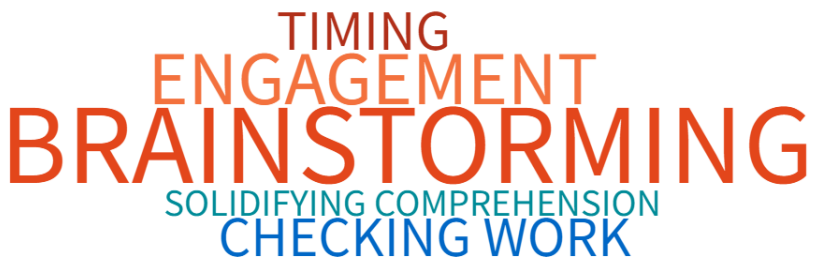 TIMING
ENGAGEMENT
BRAINSTORMING
SOLIDIFYING COMPREHENSION
CHECKING WORK